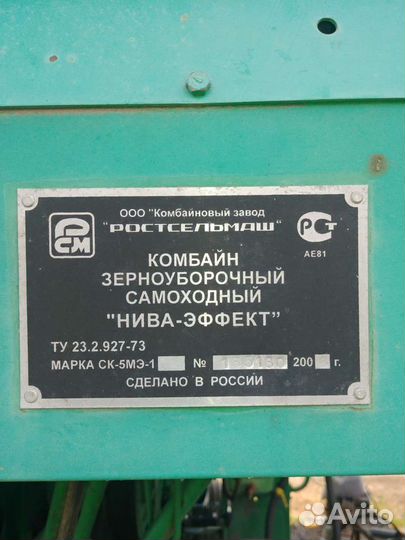 ООО "Комбайновый завод
"РОСТСЕЛЬМАШ"
РСМ
РСТ
АЕ81
КОМБАЙН
ЗЕРНОУБОРОЧНЫЙ
САМОХОДНЫЙ
"НИВА-ЭФФЕКТ"
ТУ 23.2.927-73
МАРКА СК-5МЭ-1 № 200 г.
СДЕЛАНО В РОССИИ
Avito